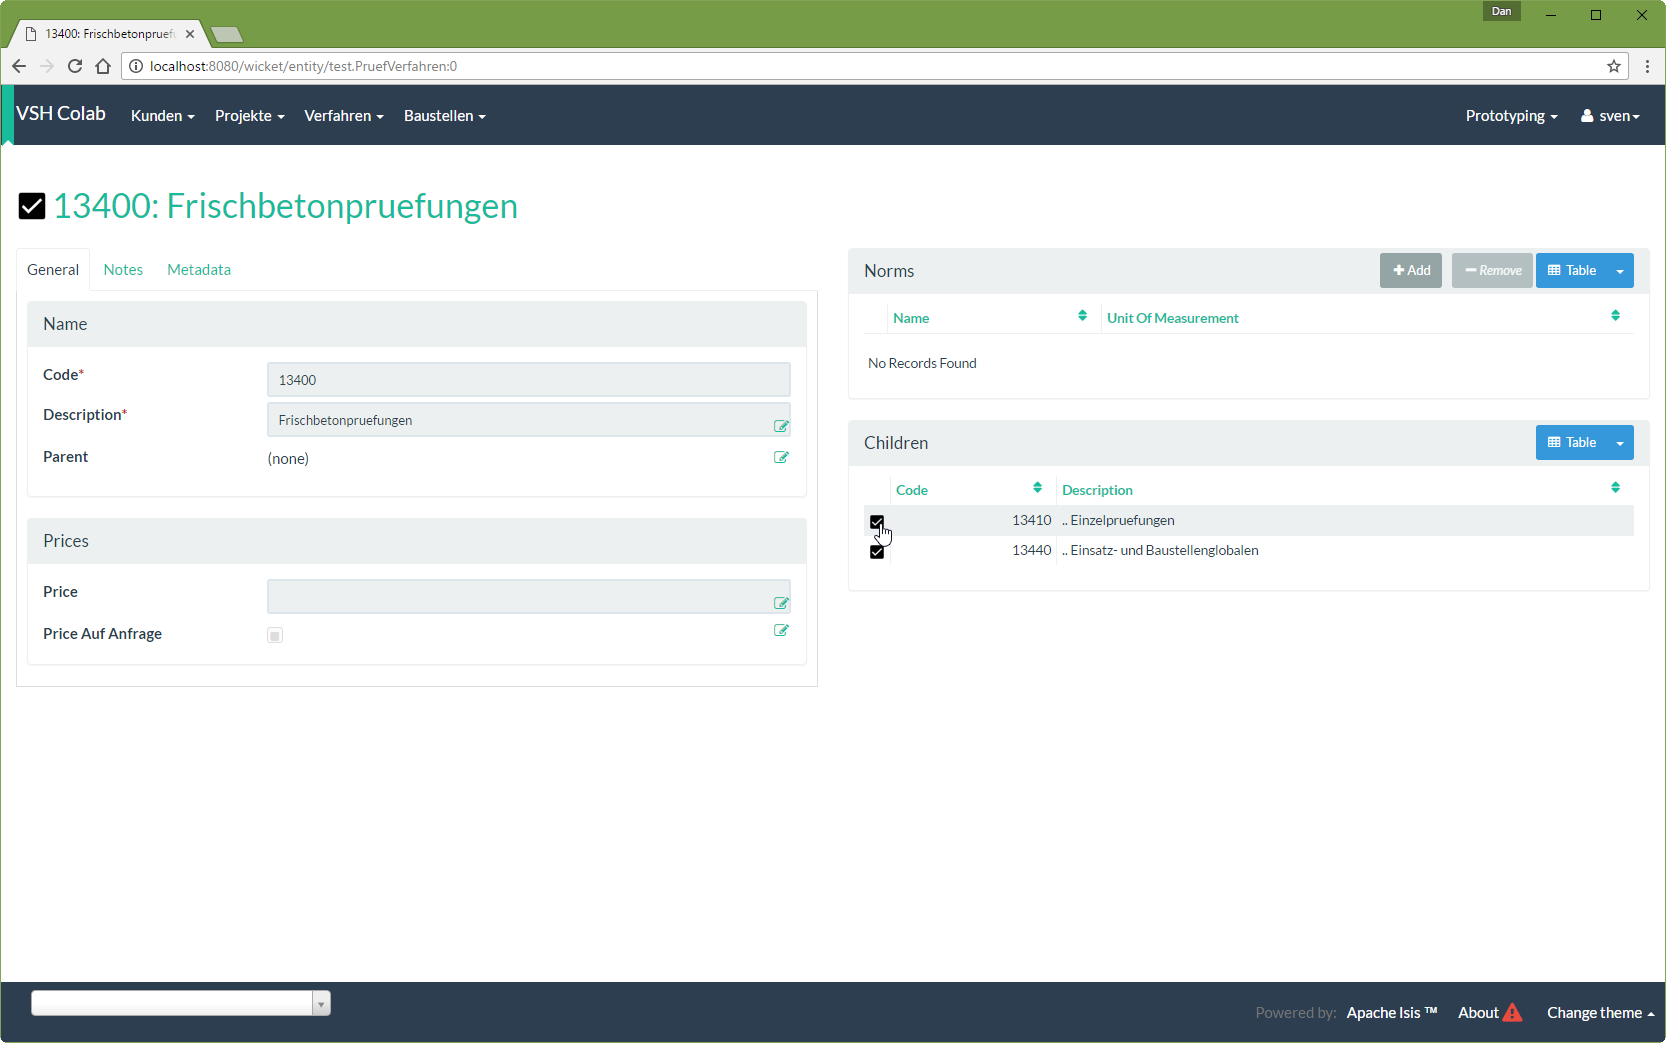 Dan
13400: Frischbetonpruef
localhost:8080/wicket/entity/test.PruefVerfahren:0
VSH Colab Kunden Projekte Verfahren Baustellen Prototyping sven
13400: Frischbetonpruefungen
General Notes Metadata
Name
Code* 13400
Description* Frischbetonpruefungen
Parent (none)
Prices
Price
Price Auf Anfrage
Norms Add Remove Table
Name Unit Of Measurement
No Records Found
Children Table
Code Description
13410 .. Einzelpruefungen
13440 .. Einsatz- und Baustellenglobalen
Powered by: Apache Isis ™ About Change theme